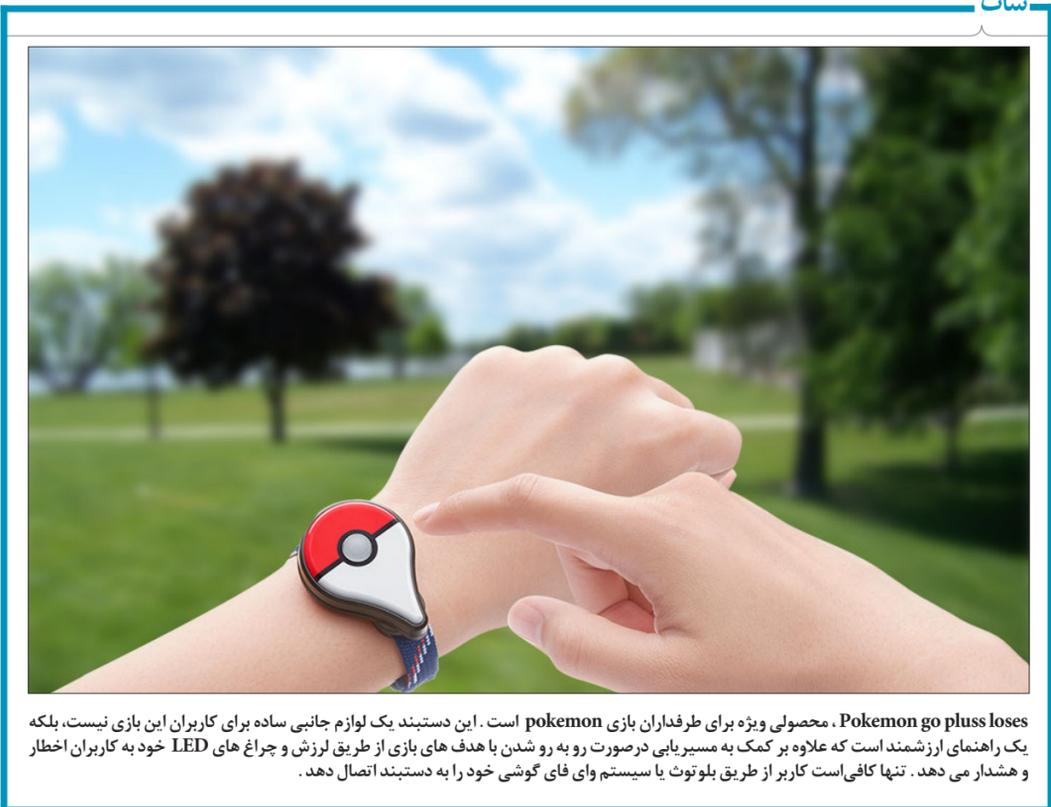 Pokemon go pluss loses ، محصولی ویژه برای طرفداران بازی pokemon است . این دستبند یک لوازم جانبی ساده برای کاربران این بازی نیست، بلکه
یک راهنمای ارزشمند است که علاوه بر کمک به مسیریابی درصورت رو به رو شدن با هدف های بازی از طریق لرزش و چراغ های LED خود به کاربران اخطار
و هشدار می دهد . تنها کافی‌است کاربر از طریق بلوتوث یا سیستم وای فای گوشی خود را به دستبند اتصال دهد .